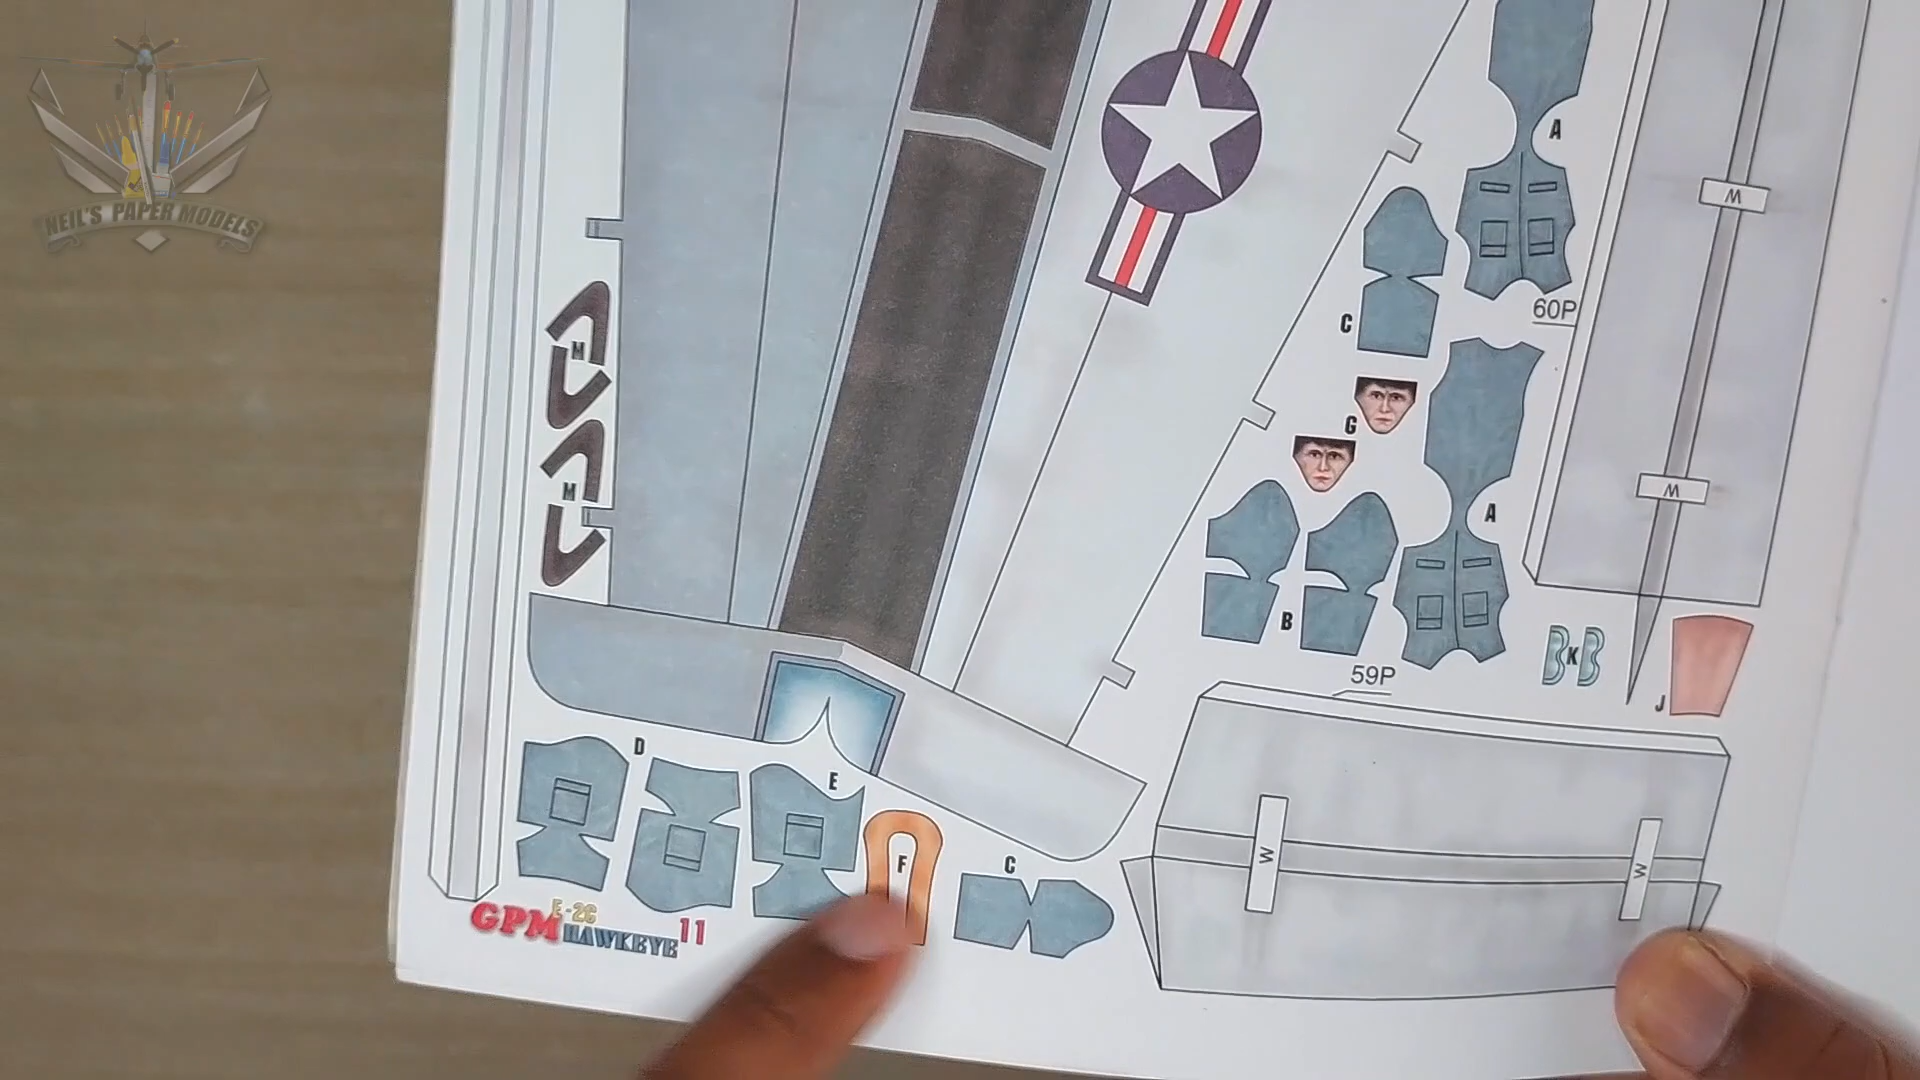 NEIL'S PAPER MODELS
A
W
60P
C
M
G
W
M
A
B
K
59P
J
D
E
F
C
W
W
GPM E-2C HAWKEYE 11